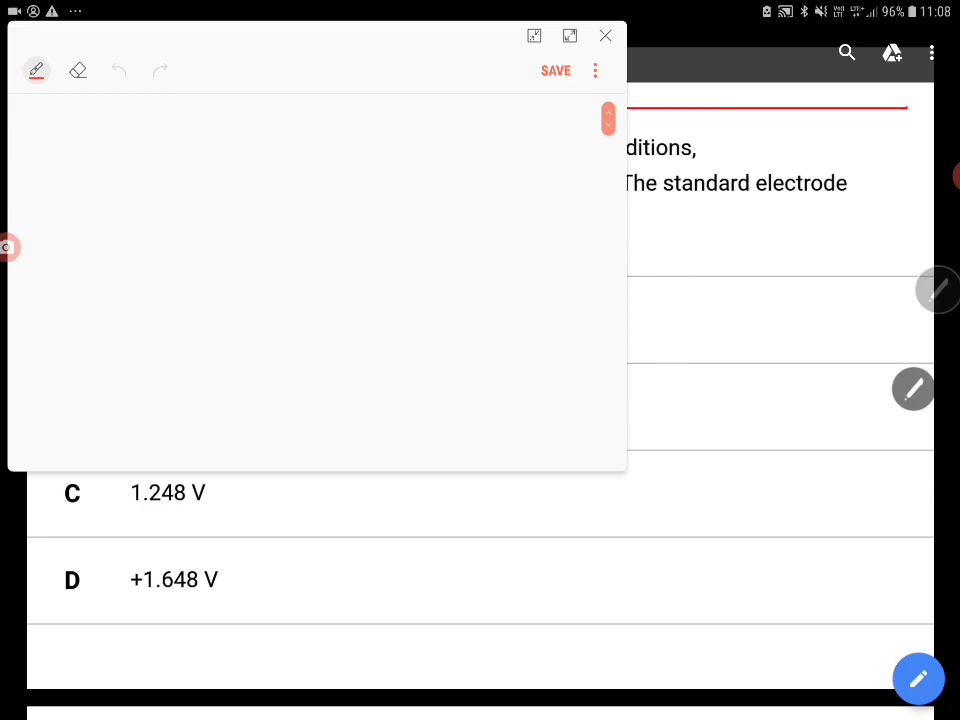 96% 11:08
SAVE
ditions,
The standard electrode
C 1.248 V
D +1.648 V